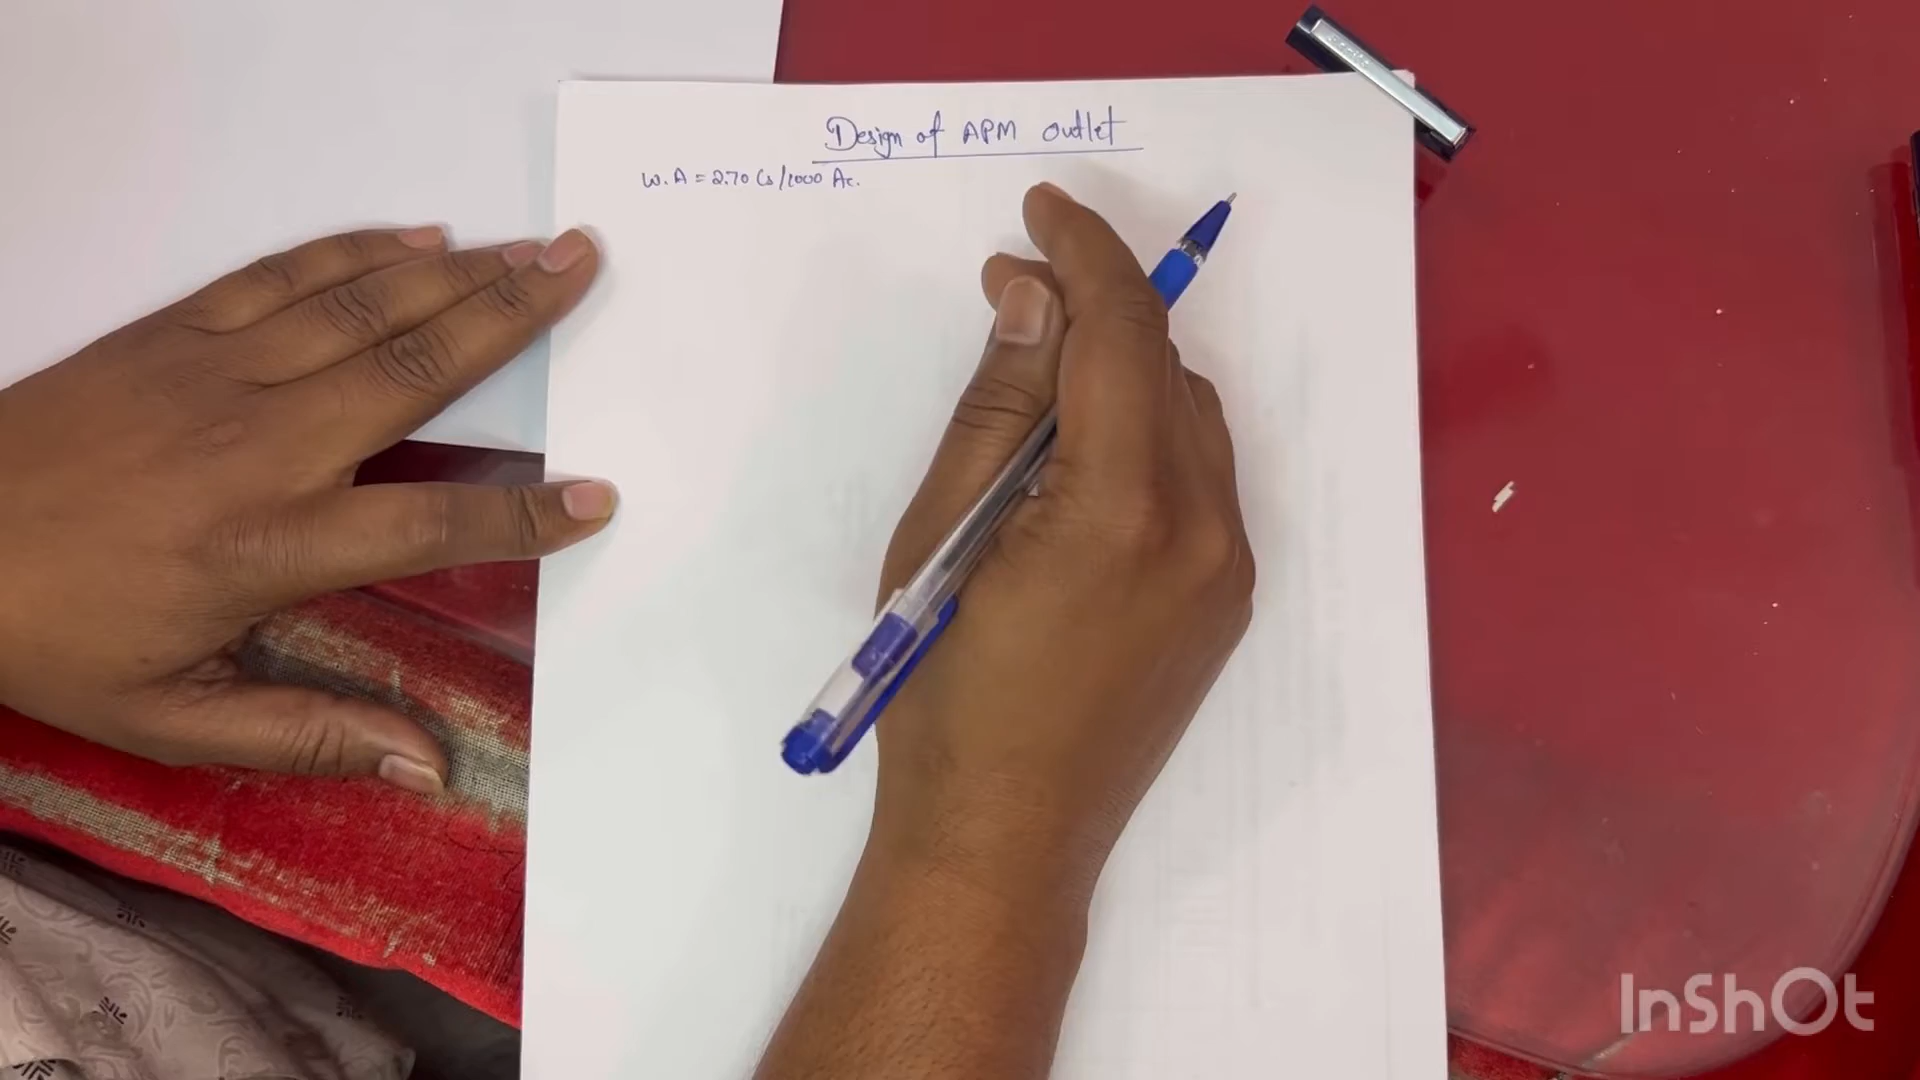 Design of APM outlet
W.A = 2.70 Cs/1000 Ac.
InShOt